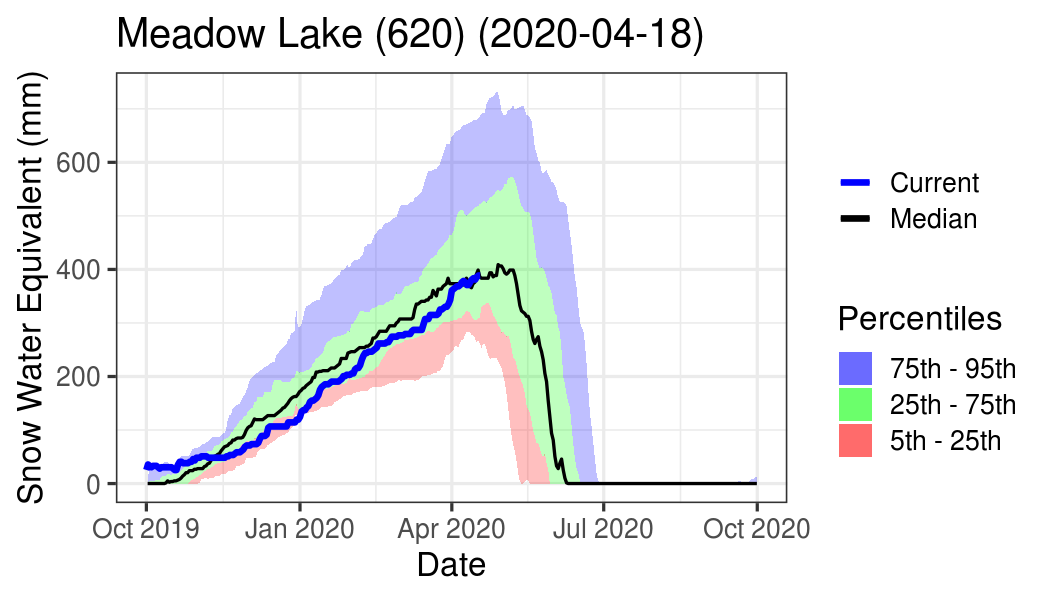 Meadow Lake (620) (2020-04-18)
Snow Water Equivalent (mm)
600
400
200
0
Oct 2019
Jan 2020
Apr 2020
Jul 2020
Oct 2020
Date
Current
Median
Percentiles
75th - 95th
25th - 75th
5th - 25th